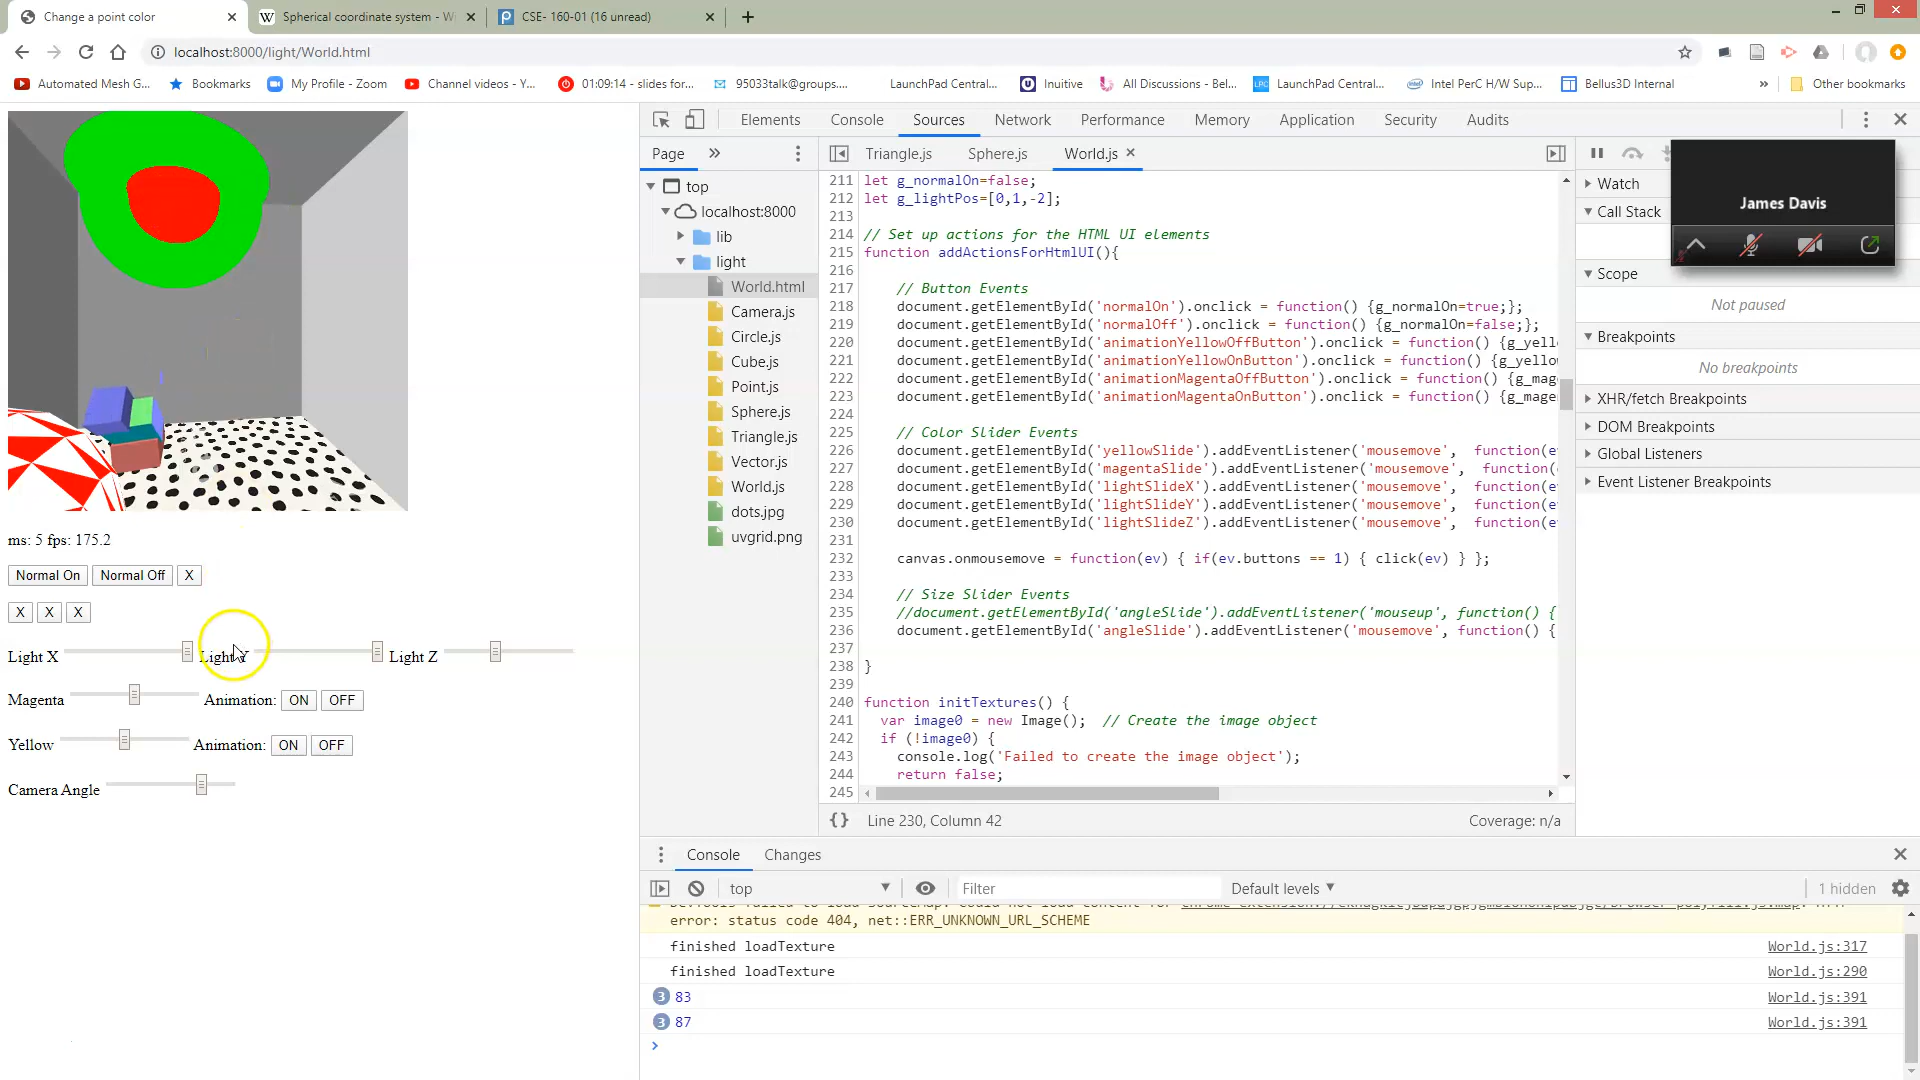 Change a point color
Spherical coordinate system - Wi
CSE- 160-01 (16 unread)
localhost:8000/light/World.html
Automated Mesh G...
Bookmarks
My Profile - Zoom
Channel videos - Y...
01:09:14 - slides for...
95033talk@groups....
LaunchPad Central...
Inuitive
All Discussions - Bel...
LaunchPad Central...
Intel PerC H/W Sup...
Bellus3D Internal
»
Other bookmarks
ms: 5 fps: 175.2
Normal On Normal Off X
X X X
Light X Light Y Light Z
Magenta Animation: ON OFF
Yellow Animation: ON OFF
Camera Angle
Elements Console Sources Network Performance Memory Application Security Audits
Page »
top
localhost:8000
lib
light
World.html
Camera.js
Circle.js
Cube.js
Point.js
Sphere.js
Triangle.js
Vector.js
World.js
dots.jpg
uvgrid.png
Triangle.js Sphere.js World.js
211 let g_normalOn=false;
212 let g_lightPos=[0,1,-2];
213
214 // Set up actions for the HTML UI elements
215 function addActionsForHtmlUI(){
216
217 // Button Events
218 document.getElementById('normalOn').onclick = function() {g_normalOn=true;};
219 document.getElementById('normalOff').onclick = function() {g_normalOn=false;};
220 document.getElementById('animationYellowOffButton').onclick = function() {g_yell
221 document.getElementById('animationYellowOnButton').onclick = function() {g_yello
222 document.getElementById('animationMagentaOffButton').onclick = function() {g_mag
223 document.getElementById('animationMagentaOnButton').onclick = function() {g_mage
224
225 // Color Slider Events
226 document.getElementById('yellowSlide').addEventListener('mousemove', function(e
227 document.getElementById('magentaSlide').addEventListener('mousemove', function(
228 document.getElementById('lightSlideX').addEventListener('mousemove', function(e
229 document.getElementById('lightSlideY').addEventListener('mousemove', function(e
230 document.getElementById('lightSlideZ').addEventListener('mousemove', function(e
231
232 canvas.onmousemove = function(ev) { if(ev.buttons == 1) { click(ev) } };
233
234 // Size Slider Events
235 //document.getElementById('angleSlide').addEventListener('mouseup', function() {
236 document.getElementById('angleSlide').addEventListener('mousemove', function() {
237
238 }
239
240 function initTextures() {
241 var image0 = new Image(); // Create the image object
242 if (!image0) {
243 console.log('Failed to create the image object');
244 return false;
245
{} Line 230, Column 42 Coverage: n/a
Watch
Call Stack
Scope
Not paused
Breakpoints
No breakpoints
XHR/fetch Breakpoints
DOM Breakpoints
Global Listeners
Event Listener Breakpoints
James Davis
Console Changes
top Filter Default levels 1 hidden
error: status code 404, net::ERR_UNKNOWN_URL_SCHEME
finished loadTexture World.js:317
finished loadTexture World.js:290
3 83 World.js:391
3 87 World.js:391